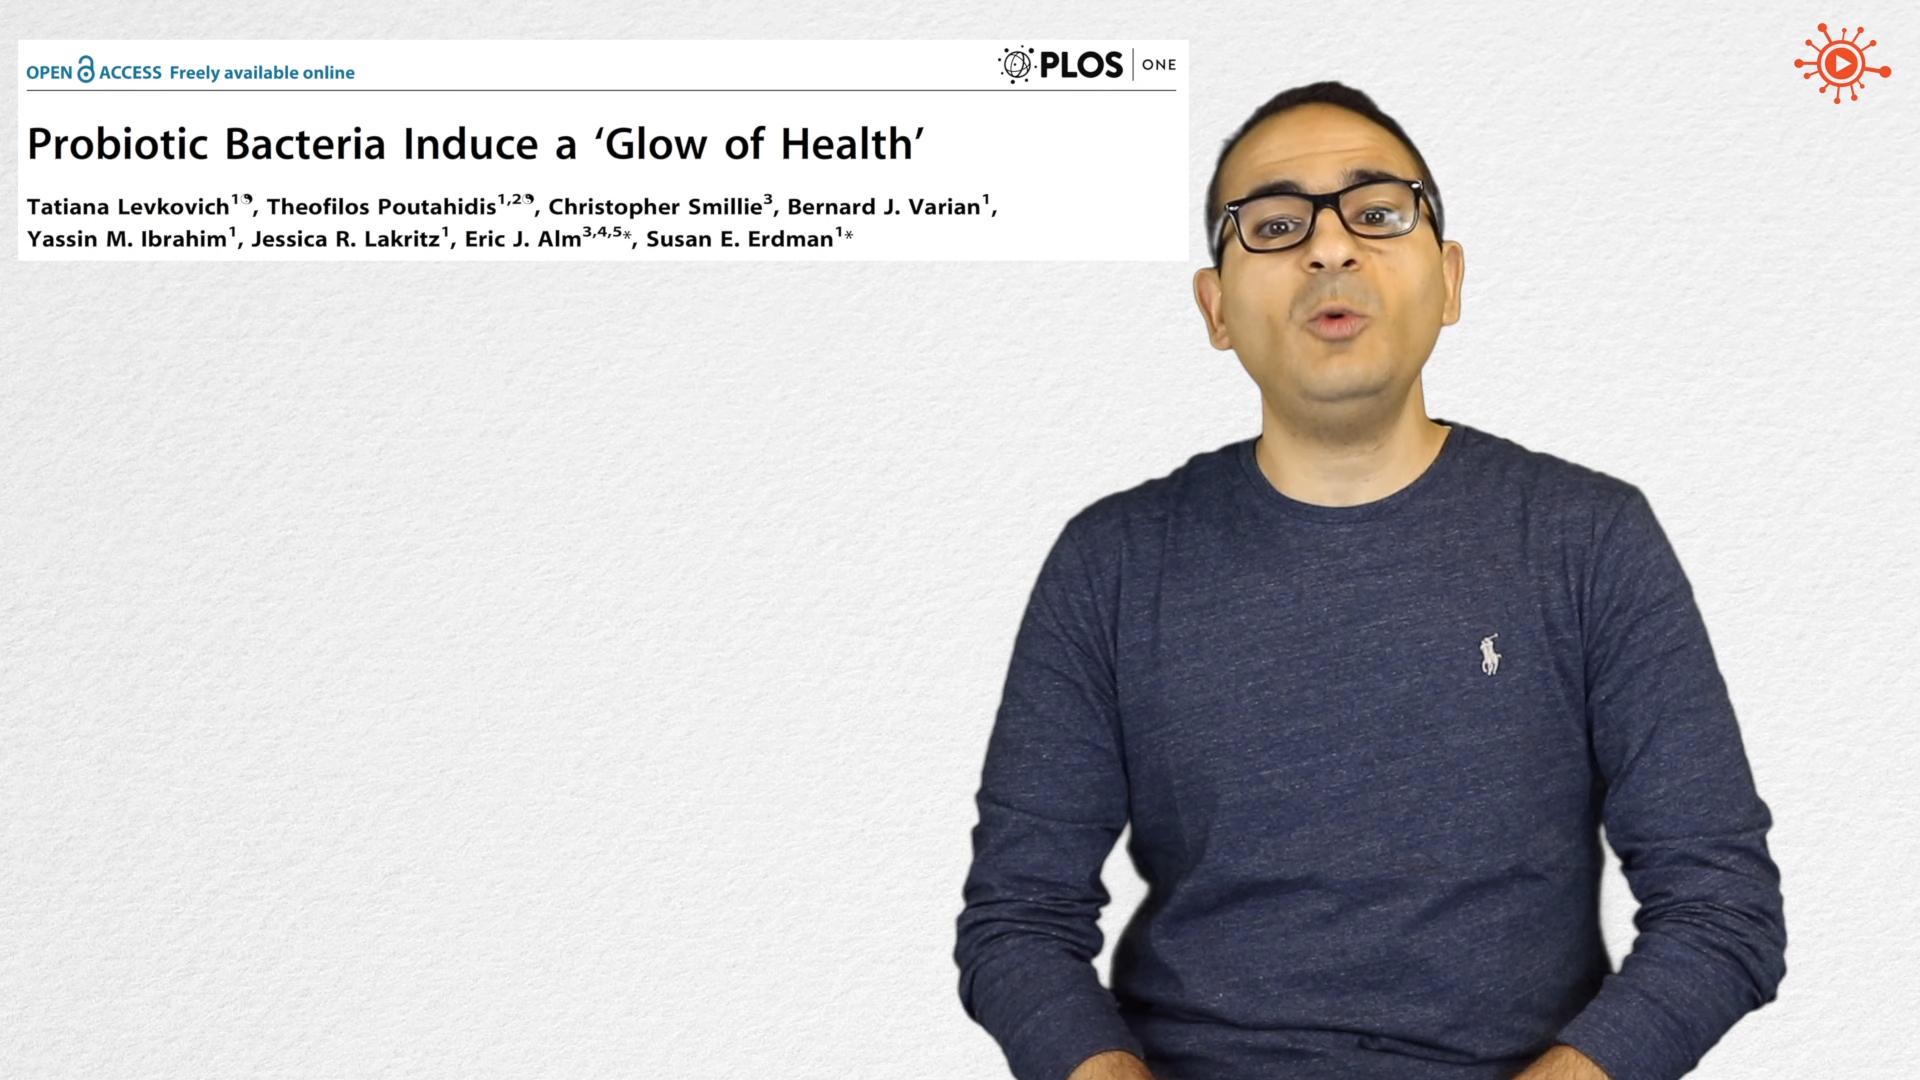 OPEN ACCESS Freely available online
PLOS ONE
Probiotic Bacteria Induce a ‘Glow of Health’
Tatiana Levkovich1, Theofilos Poutahidis1,2, Christopher Smillie3, Bernard J. Varian1,
Yassin M. Ibrahim1, Jessica R. Lakritz1, Eric J. Alm3,4,5*, Susan E. Erdman1*